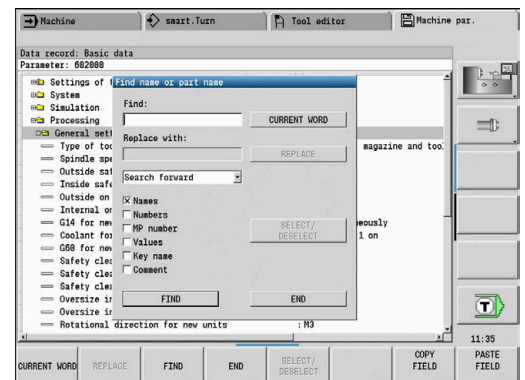 Machine
smart.Turn
Tool editor
Machine par.
Data record: Basic data
Parameter: 602000
Settings of t
System
Simulation
Processing
General sett
Type of too
magazine and tool
Spindle spe
Outside saf
Inside safe
Outside on
Internal on
G14 for new
eously
Coolant for
1 on
G60 for new
Safety clea
Safety clea
Safety clea
Oversize in
Oversize in
Rotational direction for new units : M3
Find name or part name
Find:
CURRENT WORD
Replace with:
REPLACE
Search forward
Names
Numbers
MP number
Values
Key name
Comment
SELECT/
DESELECT
FIND
END
T
11:35
CURRENT WORD
REPLACE
FIND
END
SELECT/
DESELECT
COPY
FIELD
PASTE
FIELD